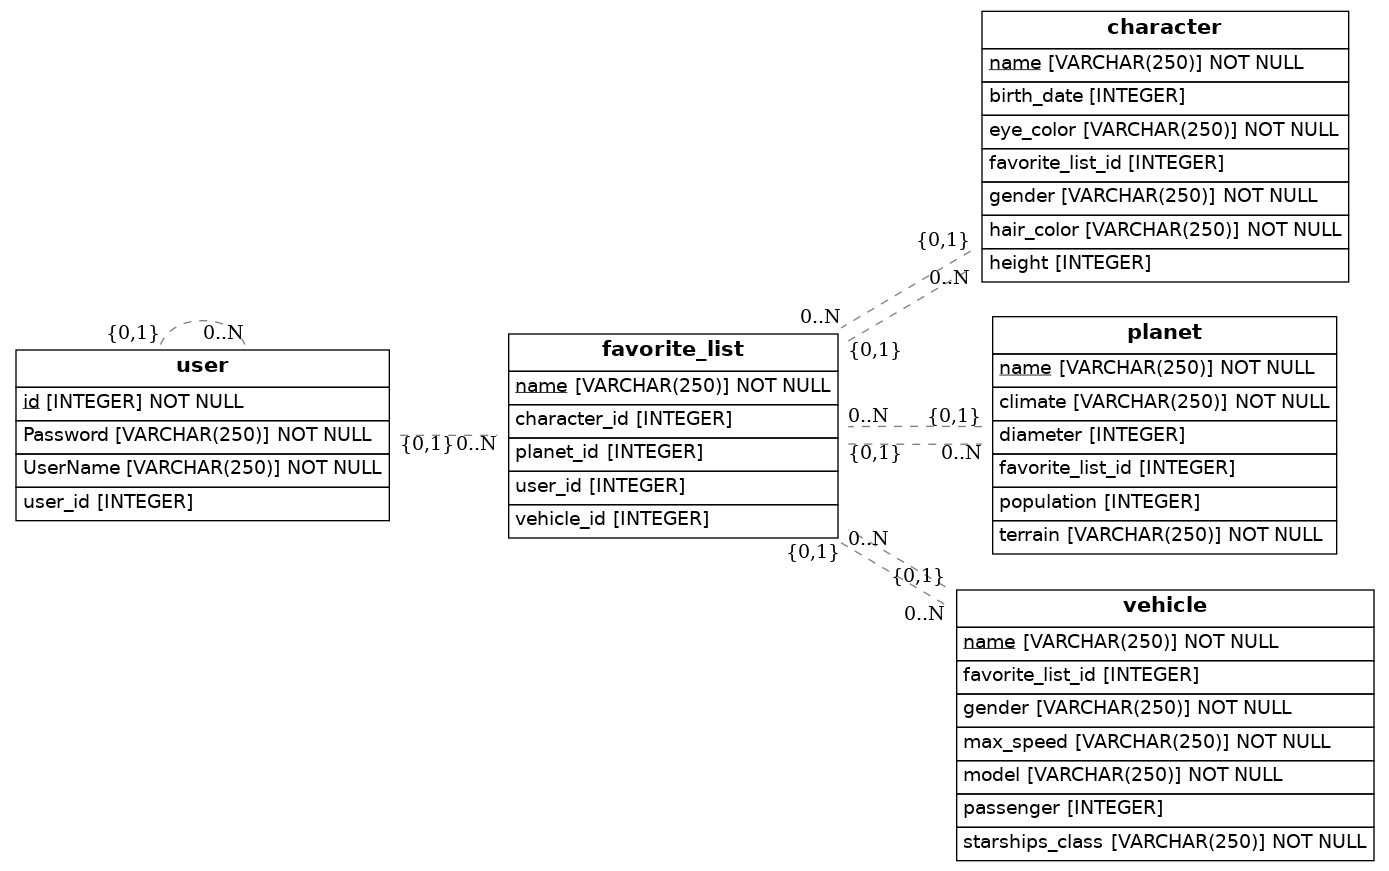 character
name [VARCHAR(250)] NOT NULL
birth_date [INTEGER]
eye_color [VARCHAR(250)] NOT NULL
favorite_list_id [INTEGER]
gender [VARCHAR(250)] NOT NULL
hair_color [VARCHAR(250)] NOT NULL
height [INTEGER]
{0,1}
0..N
0..N
{0,1}
{0,1}
0..N
user
id [INTEGER] NOT NULL
Password [VARCHAR(250)] NOT NULL
UserName [VARCHAR(250)] NOT NULL
user_id [INTEGER]
{0,1}
0..N
favorite_list
name [VARCHAR(250)] NOT NULL
character_id [INTEGER]
planet_id [INTEGER]
user_id [INTEGER]
vehicle_id [INTEGER]
0..N
{0,1}
{0,1}
0..N
planet
name [VARCHAR(250)] NOT NULL
climate [VARCHAR(250)] NOT NULL
diameter [INTEGER]
favorite_list_id [INTEGER]
population [INTEGER]
terrain [VARCHAR(250)] NOT NULL
0..N
{0,1}
{0,1}
0..N
vehicle
name [VARCHAR(250)] NOT NULL
favorite_list_id [INTEGER]
gender [VARCHAR(250)] NOT NULL
max_speed [VARCHAR(250)] NOT NULL
model [VARCHAR(250)] NOT NULL
passenger [INTEGER]
starships_class [VARCHAR(250)] NOT NULL